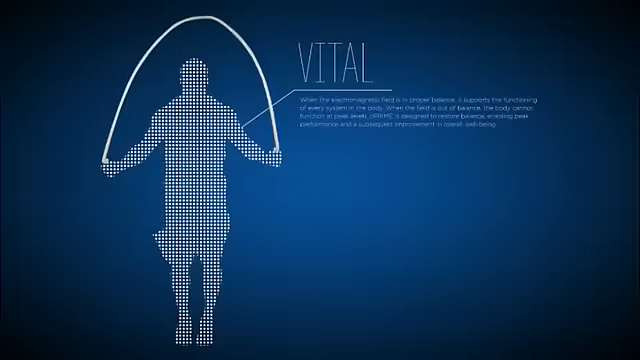 VITAL
When the electromagnetic field is in proper balance, it supports the functioning
of every system in the body. When the field is out of balance, the body cannot
function at peak levels. cPRIME is designed to restore balance, enabling peak
performance and a subsequent improvement in overall well-being.